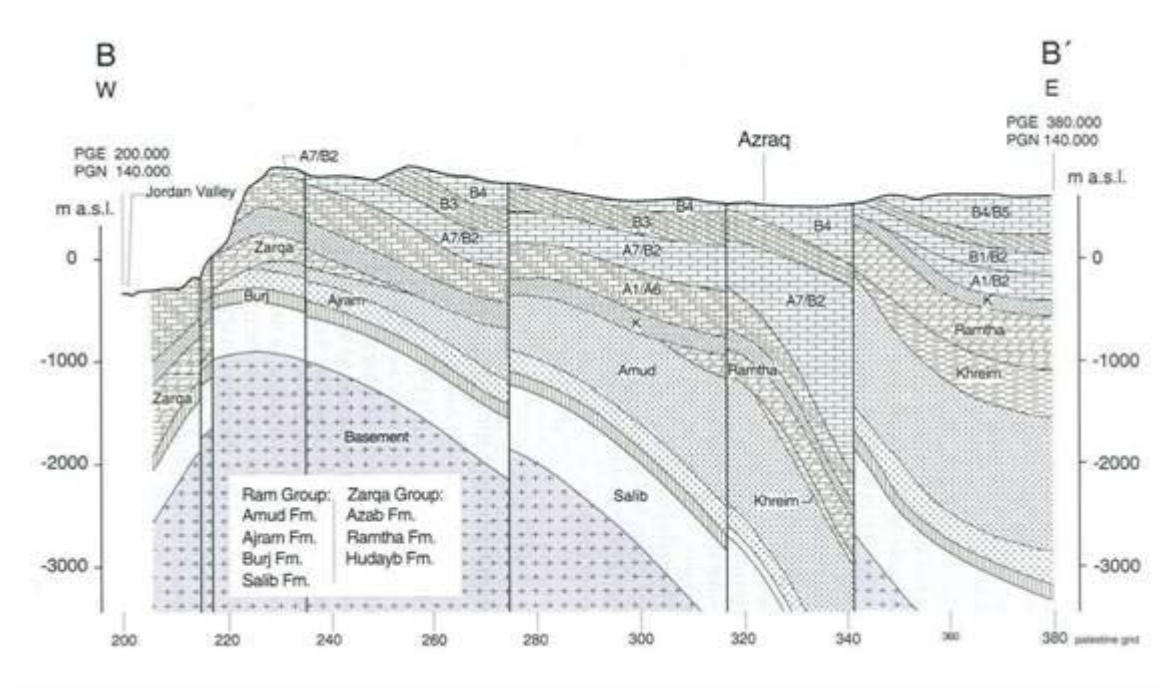 B
W
B´
E
PGE 200.000
PGN 140.000
Jordan Valley
A7/B2
Azraq
PGE 380.000
PGN 140.000
m a.s.l.
m a.s.l.
B4
B3
B4
B3
B4
B4/B5
A7/B2
A7/B2
Zarqa
B1/B2
0
0
A1/B2
A1/A6
A7/B2
Burj
Ajram
K
K
Ramtha
-1000
-1000
Amud
Ramtha
Khreim
Zarqa
Basement
-2000
-2000
Salib
Khreim
Ram Group:
Amud Fm.
Ajram Fm.
Burj Fm.
Salib Fm.
Zarqa Group:
Azab Fm.
Ramtha Fm.
Hudayb Fm.
-3000
-3000
200 220 240 260 280 300 320 340 360 380 palestine grid